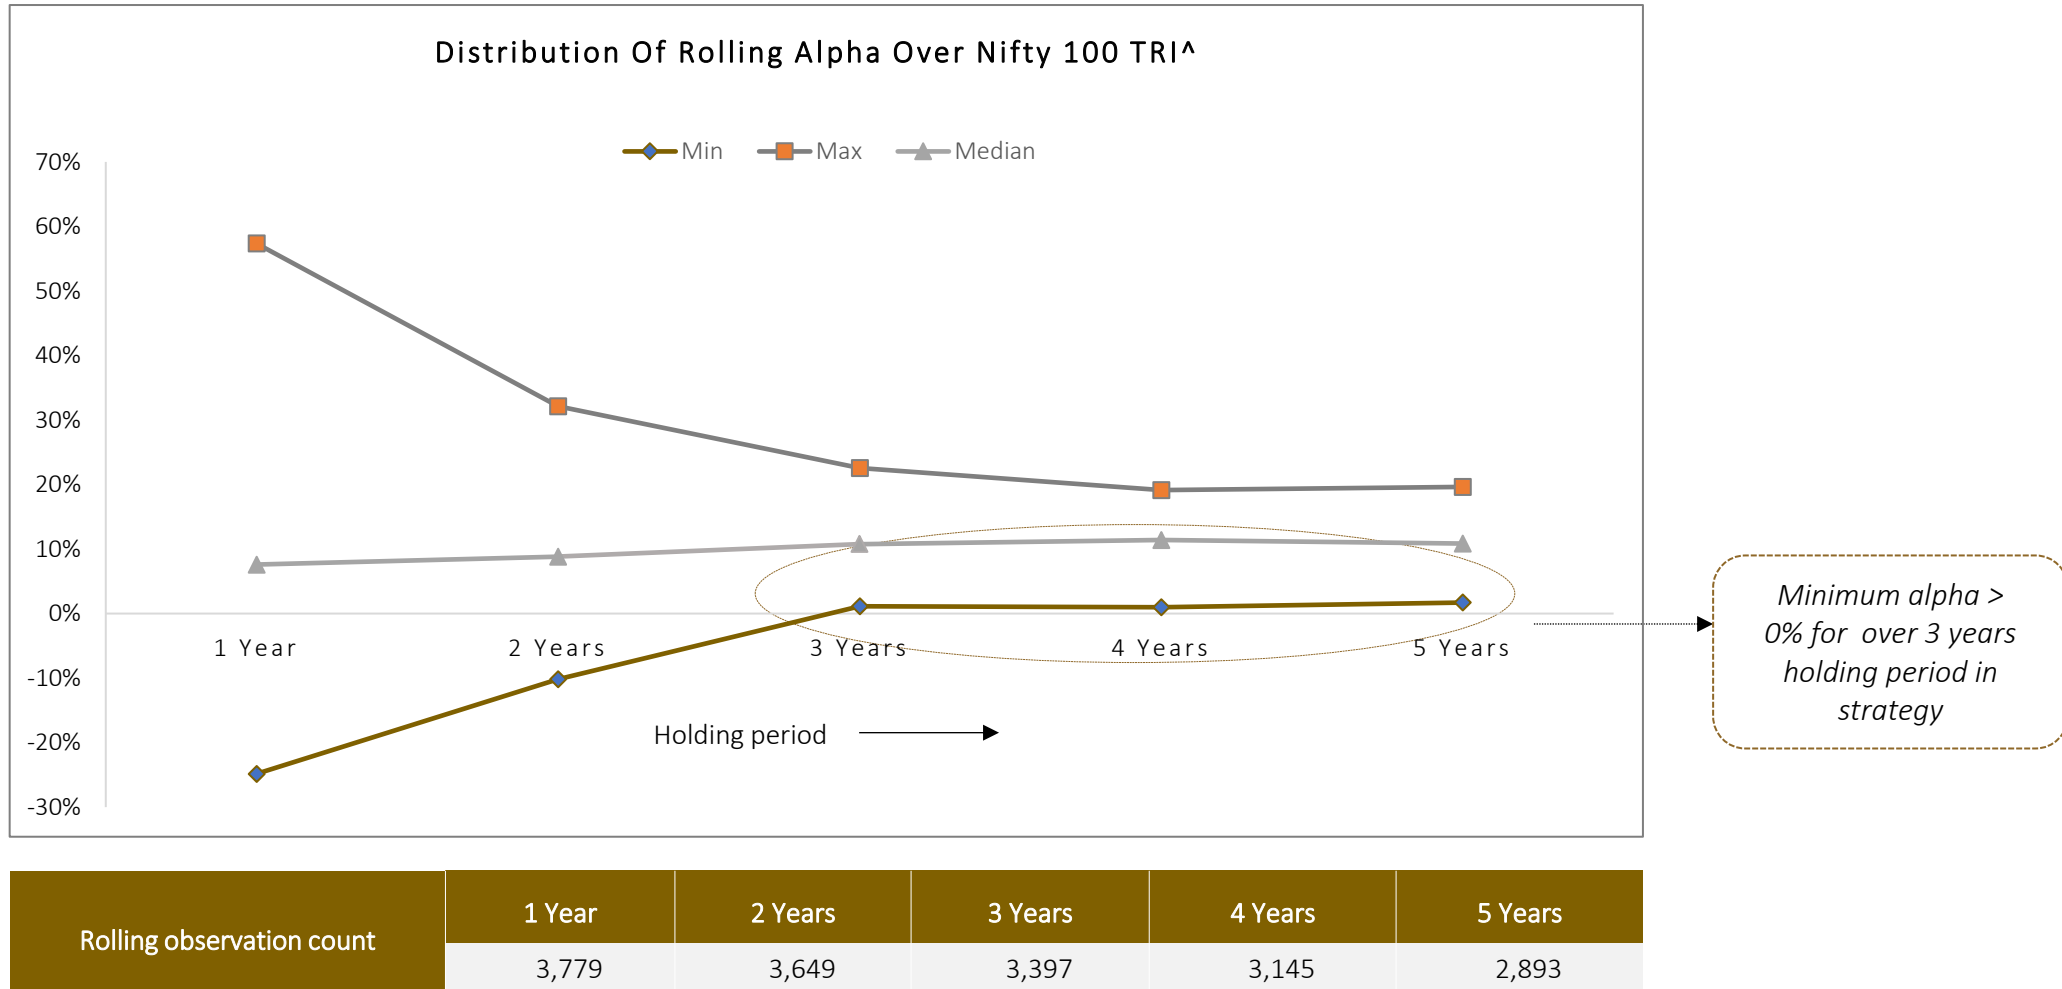 Distribution Of Rolling Alpha Over Nifty 100 TRI^
Min Max Median
70%
60%
50%
40%
30%
20%
10%
0%
-10%
-20%
-30%
1 Year 2 Years 3 Years 4 Years 5 Years
Holding period
Minimum alpha >
0% for over 3 years
holding period in
strategy
Rolling observation count
1 Year 2 Years 3 Years 4 Years 5 Years
3,779 3,649 3,397 3,145 2,893